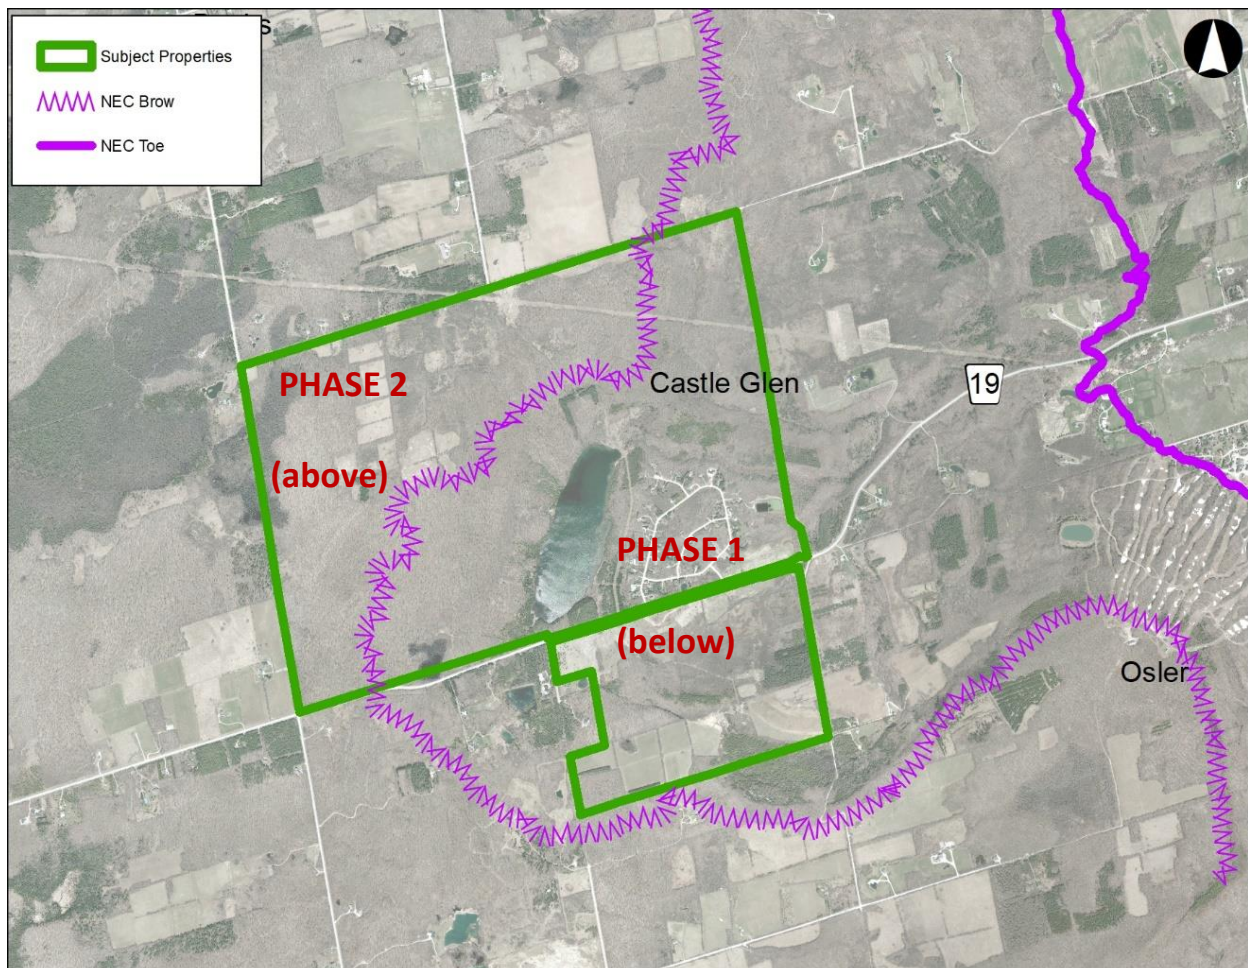 Subject Properties
NEC Brow
NEC Toe
PHASE 2
(above)
Castle Glen
19
PHASE 1
(below)
Osler